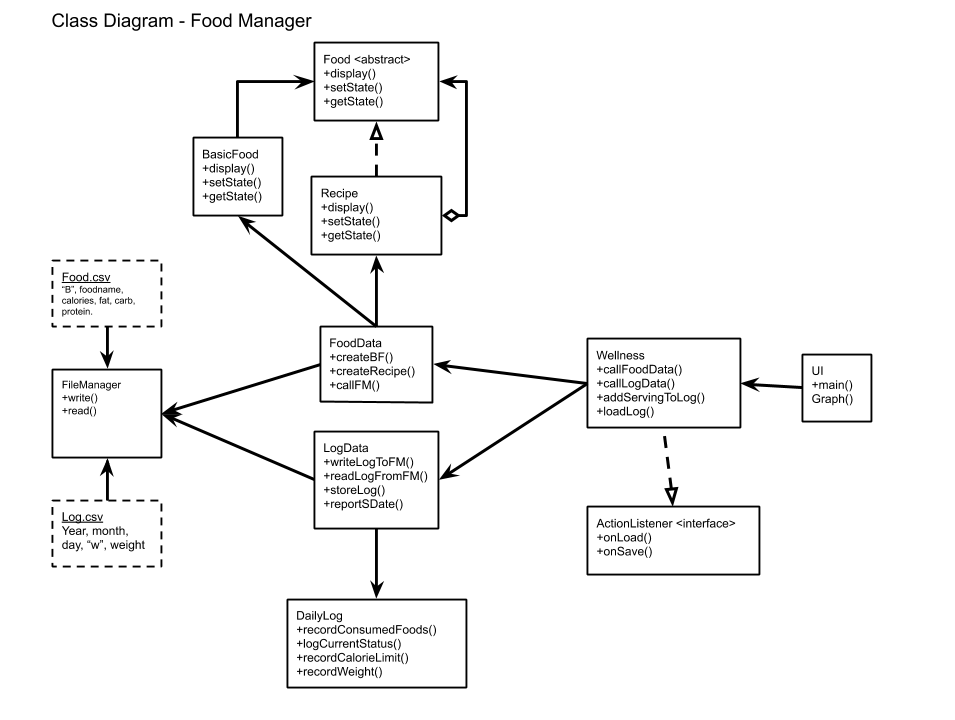 Class Diagram - Food Manager
Food <abstract>
+display()
+setState()
+getState()
BasicFood
+display()
+setState()
+getState()
Recipe
+display()
+setState()
+getState()
Food.csv
“B”, foodname,
calories, fat, carb,
protein.
FileManager
+write()
+read()
Log.csv
Year, month,
day, “w”, weight
FoodData
+createBF()
+createRecipe()
+callFM()
LogData
+writeLogToFM()
+readLogFromFM()
+storeLog()
+reportSDate()
DailyLog
+recordConsumedFoods()
+logCurrentStatus()
+recordCalorieLimit()
+recordWeight()
Wellness
+callFoodData()
+callLogData()
+addServingToLog()
+loadLog()
UI
+main()
Graph()
ActionListener <interface>
+onLoad()
+onSave()